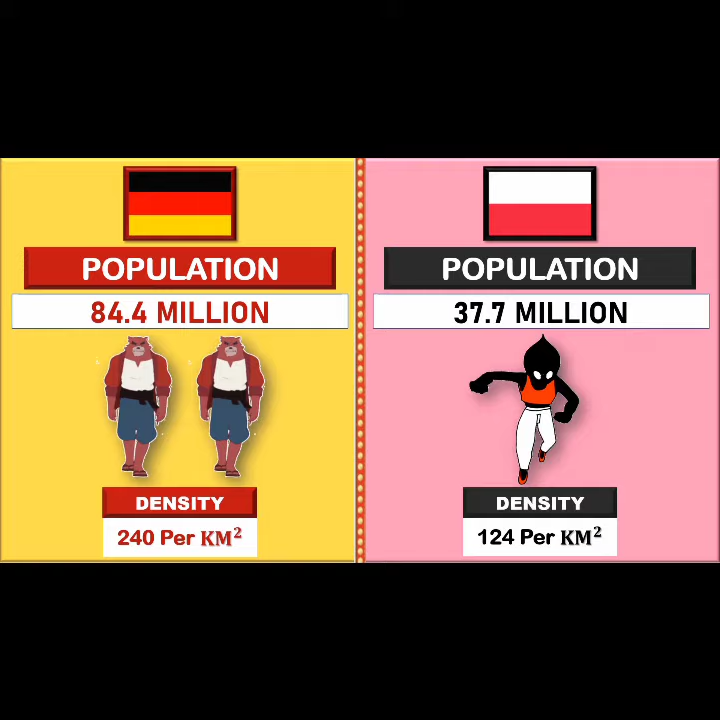 POPULATION
84.4 MILLION
DENSITY
240 Per KM²
POPULATION
37.7 MILLION
DENSITY
124 Per KM²